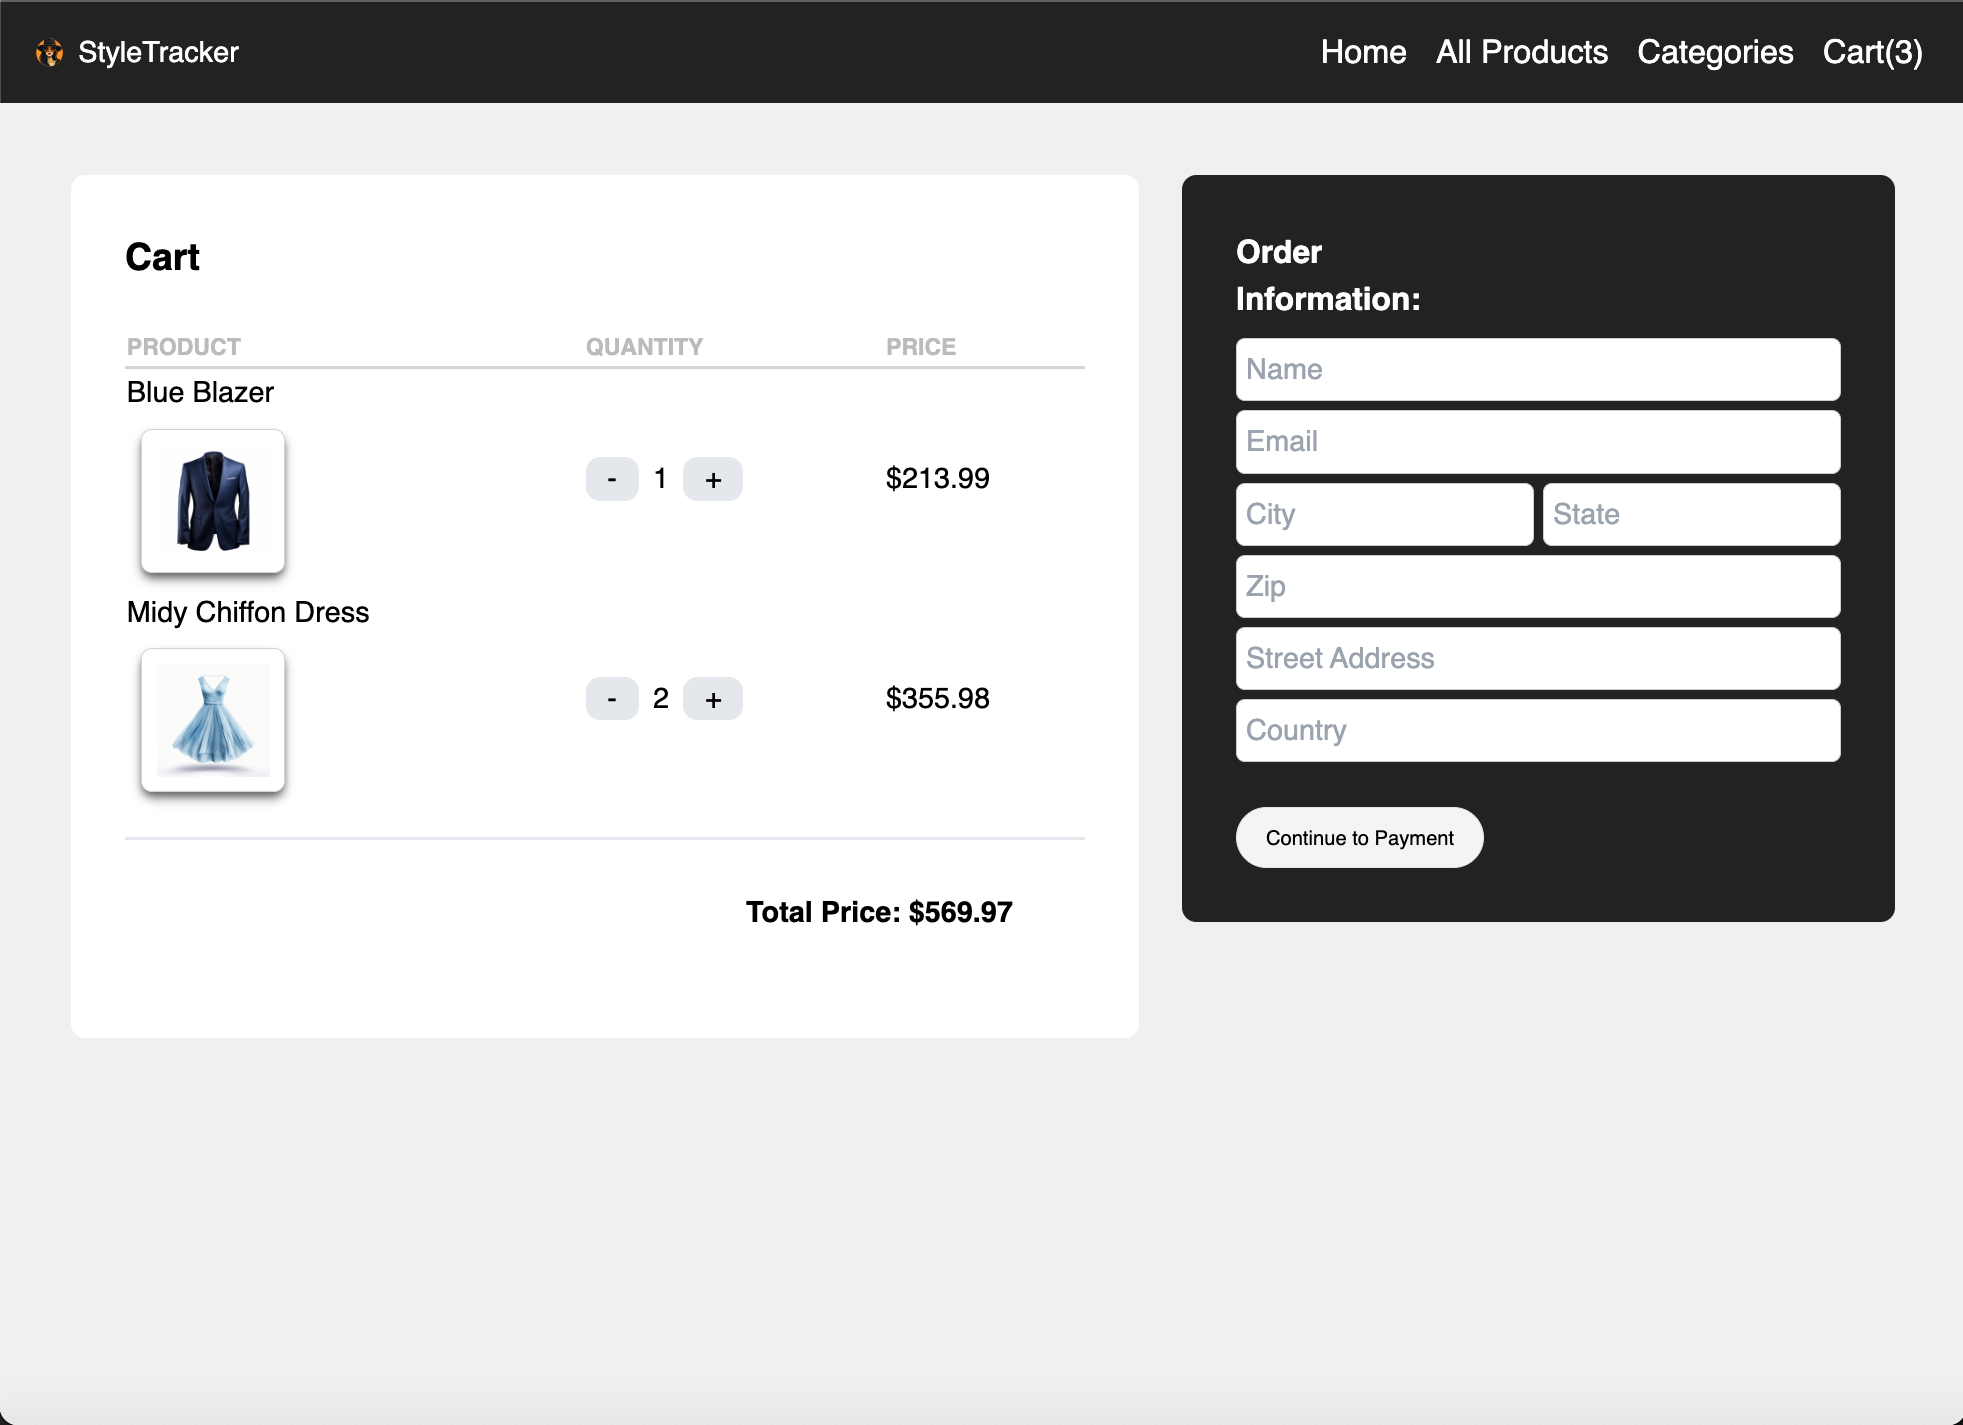 StyleTracker
Home All Products Categories Cart(3)
Cart
PRODUCT QUANTITY PRICE
Blue Blazer
- 1 + $213.99
Midy Chiffon Dress
- 2 + $355.98
Total Price: $569.97
Order
Information:
Name
Email
City State
Zip
Street Address
Country
Continue to Payment